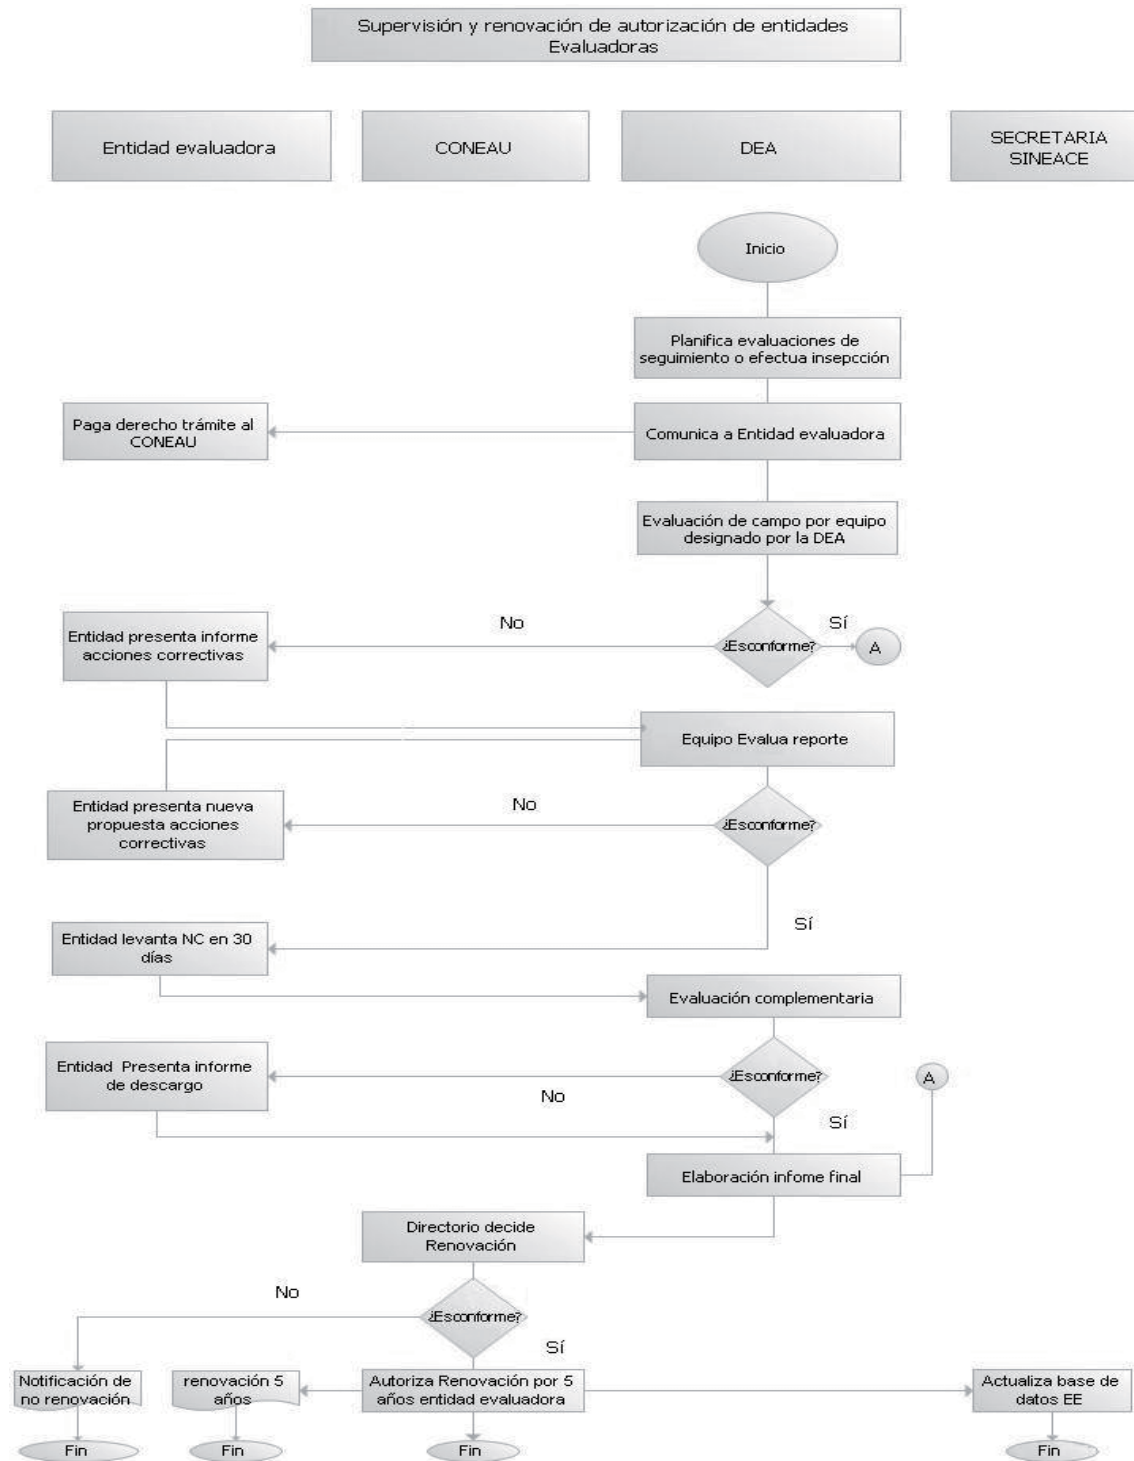 Supervisión y renovación de autorización de entidades
Evaluadoras
Entidad evaluadora
CONEAU
DEA
SECRETARIA
SINEACE
Inicio
Planifica evaluaciones de
seguimiento o efectua insepcción
Paga derecho trámite al
CONEAU
Comunica a Entidad evaluadora
Evaluación de campo por equipo
designado por la DEA
Entidad presenta informe
acciones correctivas
No
¿Esconforme?
Sí
A
Equipo Evalua reporte
Entidad presenta nueva
propuesta acciones
correctivas
No
¿Esconforme?
Sí
Entidad levanta NC en 30
días
Evaluación complementaria
Entidad Presenta informe
de descargo
No
¿Esconforme?
A
Sí
Elaboración infome final
Directorio decide
Renovación
No
¿Esconforme?
Sí
Notificación de
no renovación
renovación 5
años
Autoriza Renovación por 5
años entidad evaluadora
Actualiza base de
datos EE
Fin
Fin
Fin
Fin